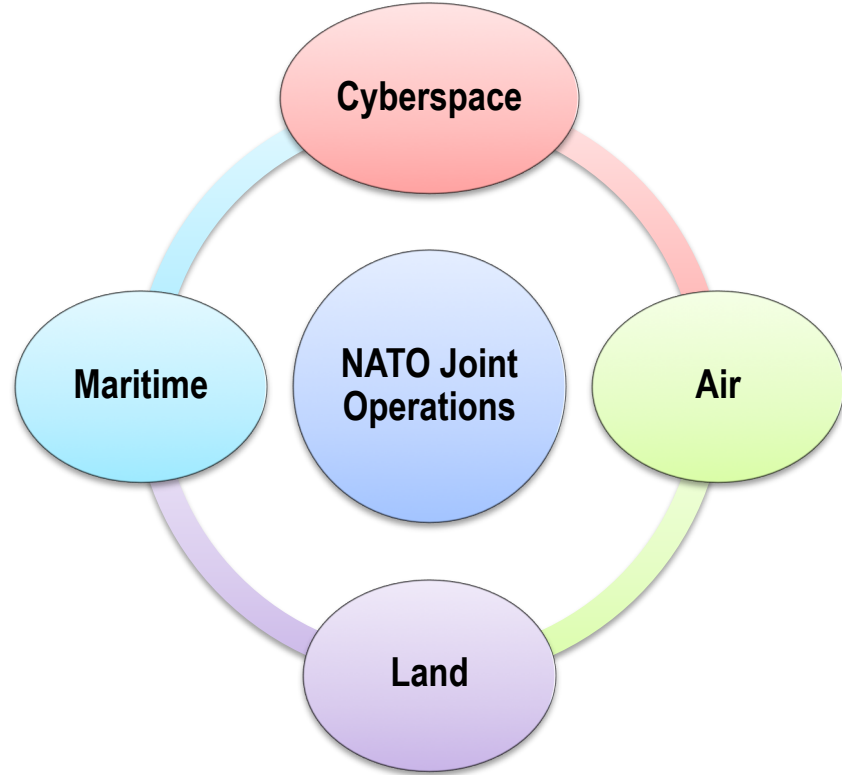 Cyberspace
Maritime
NATO Joint
Operations
Air
Land